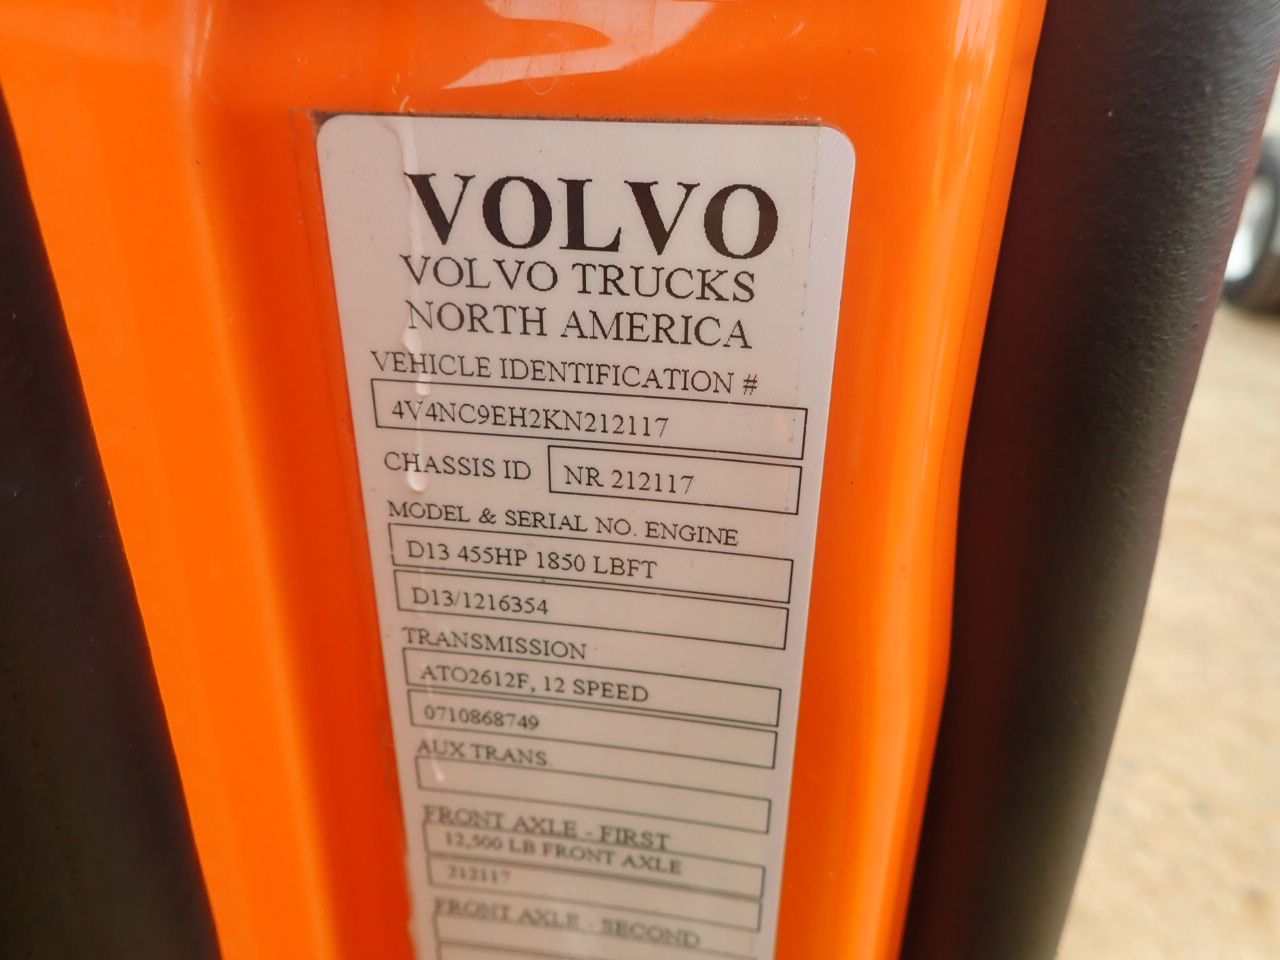 VOLVO
VOLVO TRUCKS
NORTH AMERICA
VEHICLE IDENTIFICATION #
4V4NC9EH2KN212117
CHASSIS ID NR 212117
MODEL & SERIAL NO. ENGINE
D13 455HP 1850 LBFT
D13/1216354
TRANSMISSION
ATO2612F, 12 SPEED
0710868749
AUX TRANS.
FRONT AXLE - FIRST
12,500 LB FRONT AXLE
212117
FRONT AXLE - SECOND